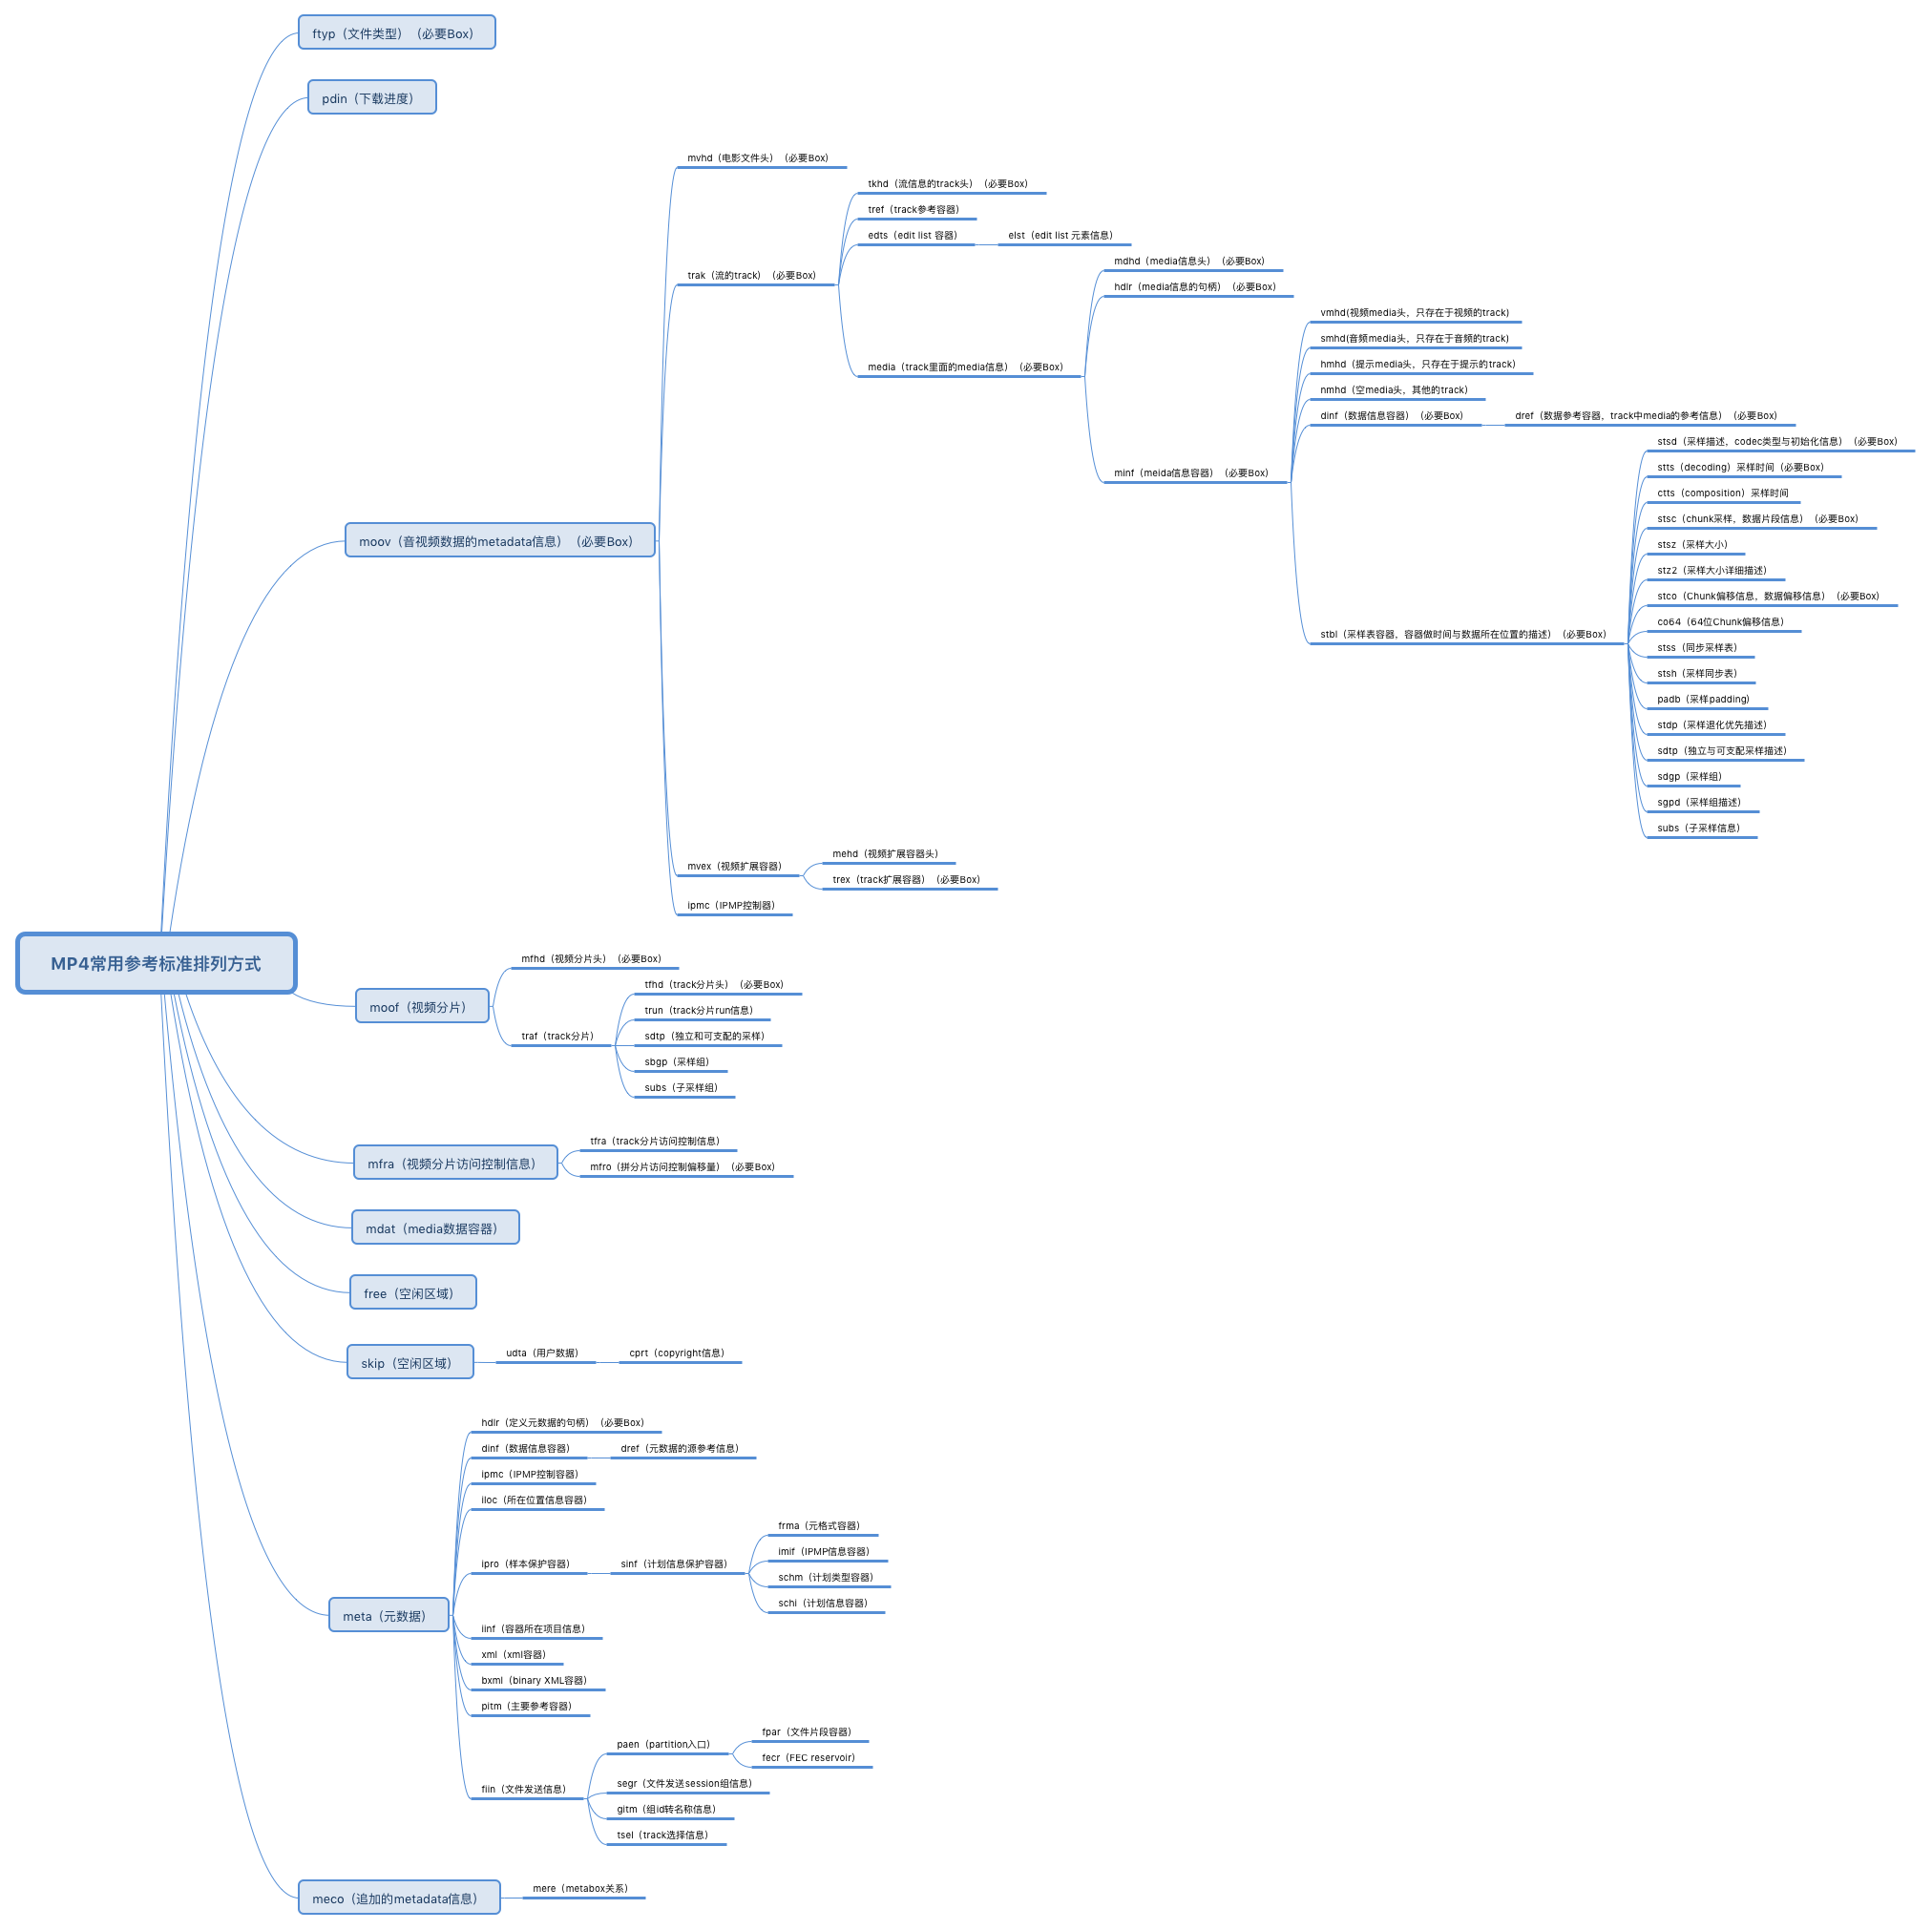 ftyp（文件类型）（必要Box）
pdin（下载进度）
mvhd（电影文件头）（必要Box)
tkhd（流信息的track头）（必要Box）
tref（track参考容器）
edts（edit list 容器）
elst（edit list 元素信息）
mdhd（media信息头）（必要Box）
trak（流的track）（必要Box）
hdlr（media信息的句柄）（必要Box）
vmhd(视频media头，只存在于视频的track)
smhd(音频media头，只存在于音频的track)
hmhd（提示media头，只存在于提示的track）
media（track里面的media信息）（必要Box）
nmhd（空media头，其他的track）
dinf（数据信息容器）（必要Box）
dref（数据参考容器，track中media的参考信息）（必要Box）
stsd（采样描述，codec类型与初始化信息）（必要Box）
stts（decoding）采样时间（必要Box）
minf（meida信息容器）（必要Box）
ctts（composition）采样时间
stsc（chunk采样，数据片段信息）（必要Box）
moov（音视频数据的metadata信息）（必要Box）
stsz（采样大小）
stz2（采样大小详细描述）
stco（Chunk偏移信息，数据偏移信息）（必要Box）
co64（64位Chunk偏移信息）
stbl（采样表容器，容器做时间与数据所在位置的描述）（必要Box）
stss（同步采样表）
stsh（采样同步表）
padb（采样padding)
stdp（采样退化优先描述）
sdtp（独立与可支配采样描述）
sdgp（采样组）
sgpd（采样组描述）
subs（子采样信息）
mvex（视频扩展容器）
mehd（视频扩展容器头）
trex（track扩展容器）（必要Box）
ipmc（IPMP控制器）
MP4常用参考标准排列方式
moof（视频分片）
mfhd（视频分片头）（必要Box）
tfhd（track分片头）（必要Box）
trun（track分片run信息）
traf（track分片）
sdtp（独立和可支配的采样）
sbgp（采样组）
subs（子采样组）
mfra（视频分片访问控制信息）
tfra（track分片访问控制信息）
mfro（拼分片访问控制偏移量）（必要Box）
mdat（media数据容器）
free（空闲区域）
skip（空闲区域）
udta（用户数据）
cprt（copyright信息）
hdlr（定义元数据的句柄）（必要Box）
dinf（数据信息容器）
dref（元数据的源参考信息）
ipmc（IPMP控制容器）
iloc（所在位置信息容器）
ipro（样本保护容器）
sinf（计划信息保护容器）
frma（元格式容器）
imif（IPMP信息容器）
schm（计划类型容器）
schi（计划信息容器）
meta（元数据）
iinf（容器所在项目信息）
xml（xml容器）
bxml（binary XML容器）
pitm（主要参考容器）
fiin（文件发送信息）
paen（partition入口）
fpar（文件片段容器）
fecr（FEC reservoir）
segr（文件发送session组信息）
gitm（组id转名称信息）
tsel（track选择信息）
meco（追加的metadata信息）
mere（metabox关系）